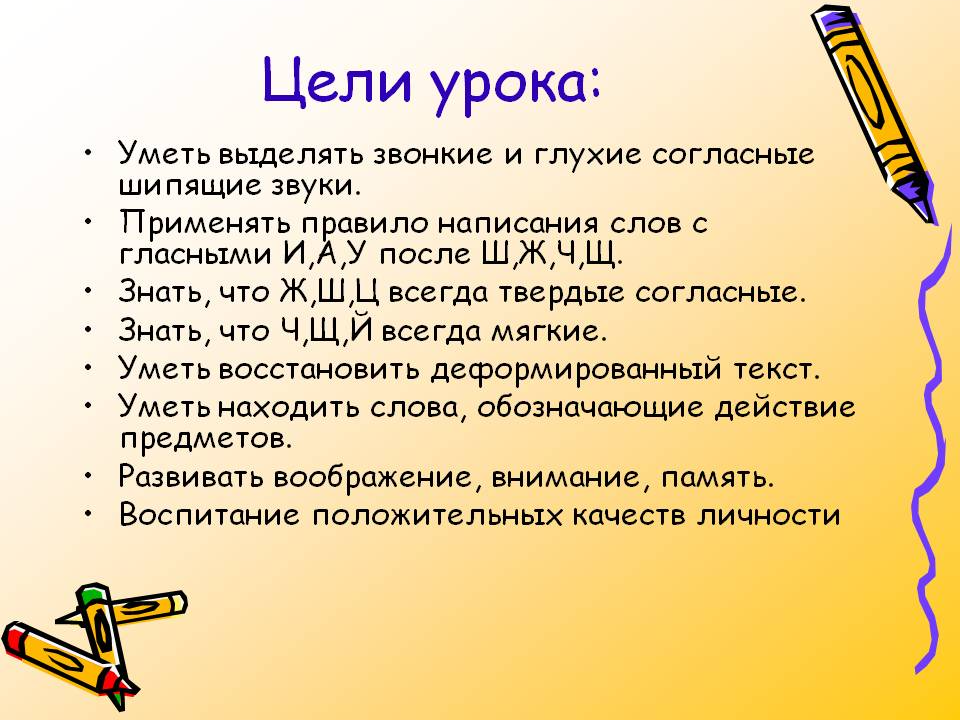 Цели урока:
• Уметь выделять звонкие и глухие согласные
шипящие звуки.
• Применять правило написания слов с
гласными И,А,У после Ш,Ж,Ч,Щ.
• Знать, что Ж,Ш,Ц всегда твердые согласные.
• Знать, что Ч,Щ,Й всегда мягкие.
• Уметь восстановить деформированный текст.
• Уметь находить слова, обозначающие действие
предметов.
• Развивать воображение, внимание, память.
• Воспитание положительных качеств личности